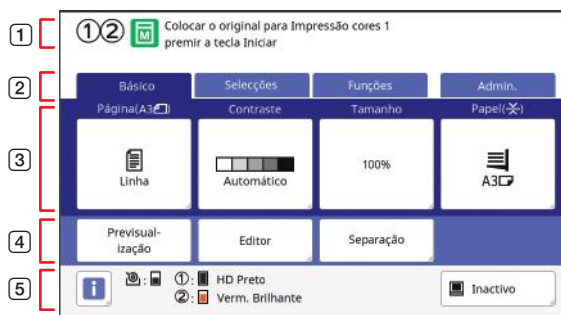 1
①② M Colocar o original para Impressão cores 1
premir a tecla Iniciar
2
Básico Selecções Funções Admin.
Página(A3) Contraste Tamanho Papel()
3
Linha Automático 100% A3
4
Previsual-
ização Editor Separação
5
i : ①: HD Preto
②: Verm. Brilhante
Inactivo